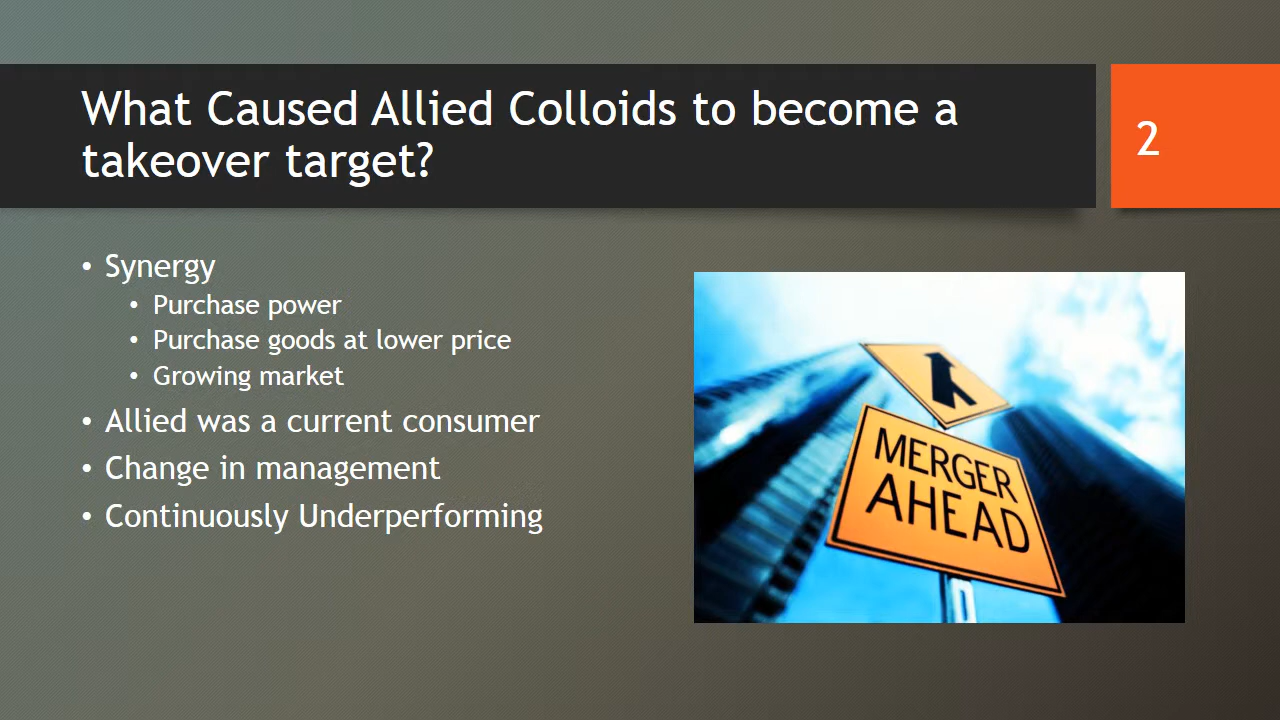 What Caused Allied Colloids to become a
takeover target?
2
• Synergy
• Purchase power
• Purchase goods at lower price
• Growing market
• Allied was a current consumer
• Change in management
• Continuously Underperforming
MERGER
AHEAD